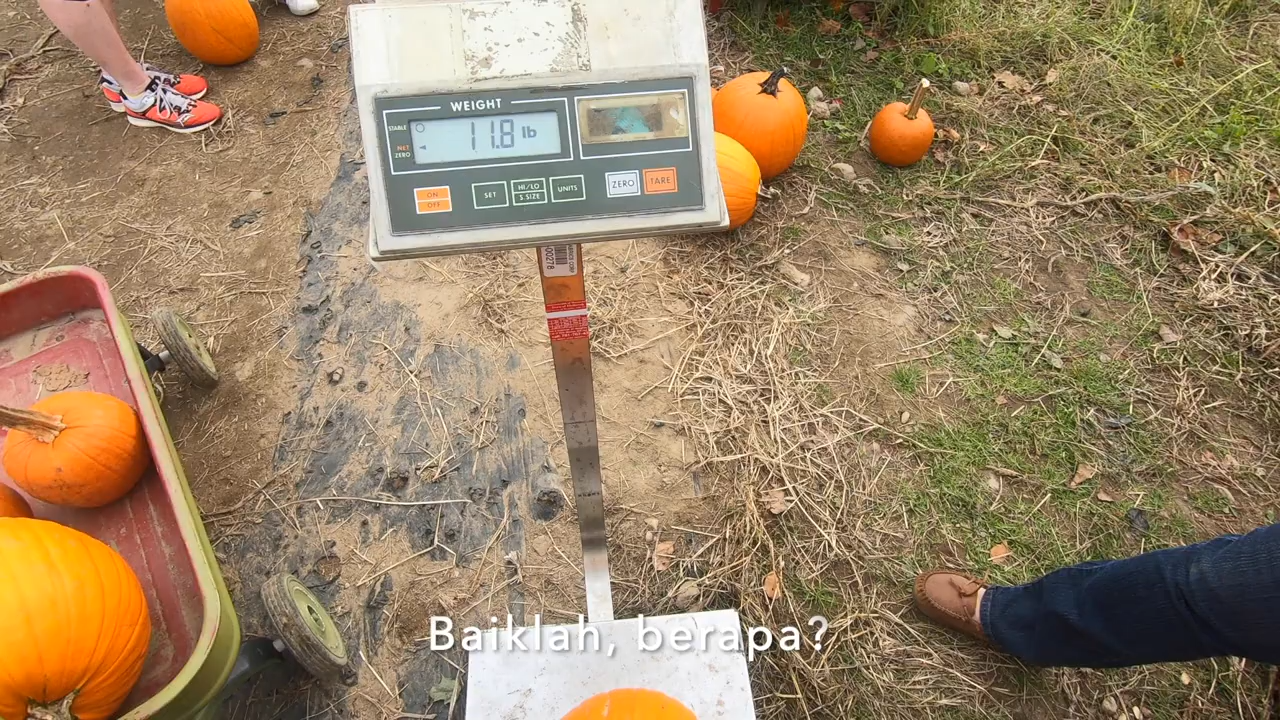 WEIGHT
STABLE
NET
ZERO
11.8 lb
ON
OFF
SET
HI/LO
S.SIZE
UNITS
ZERO
TARE
Baiklah, berapa?